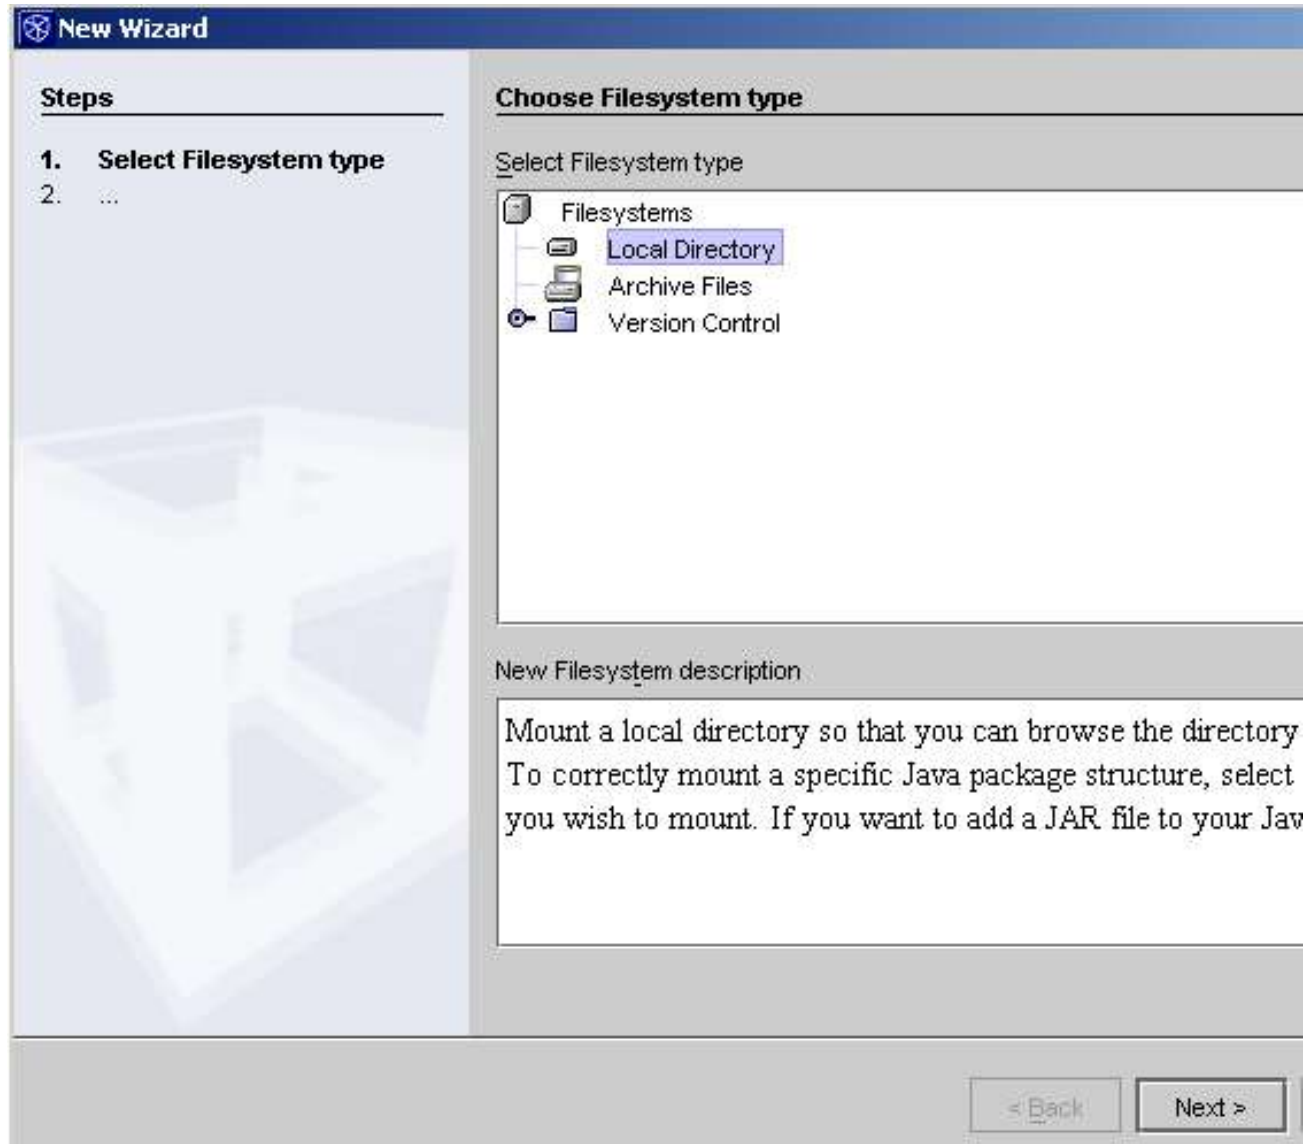 New Wizard
Steps
1. Select Filesystem type
2. ...
Choose Filesystem type
Select Filesystem type
Filesystems
Local Directory
Archive Files
Version Control
New Filesystem description
Mount a local directory so that you can browse the directory
To correctly mount a specific Java package structure, select
you wish to mount. If you want to add a JAR file to your Jav
< Back
Next >